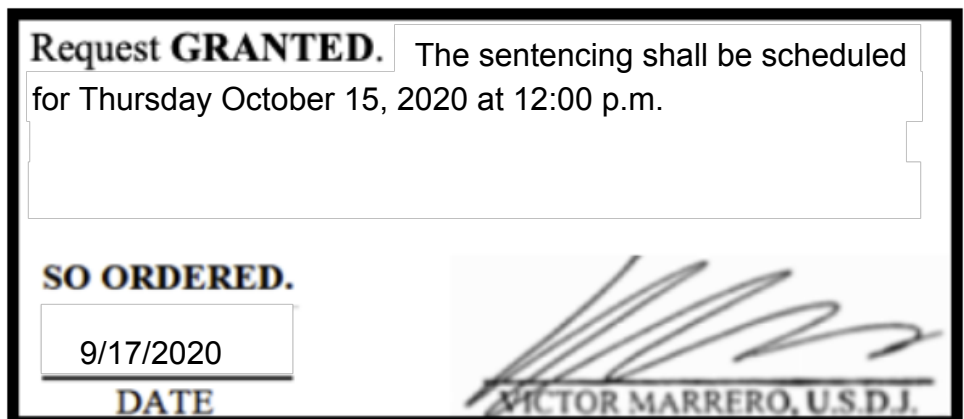 Request GRANTED. The sentencing shall be scheduled
for Thursday October 15, 2020 at 12:00 p.m.
SO ORDERED.
9/17/2020
DATE
VICTOR MARRERO, U.S.D.J.